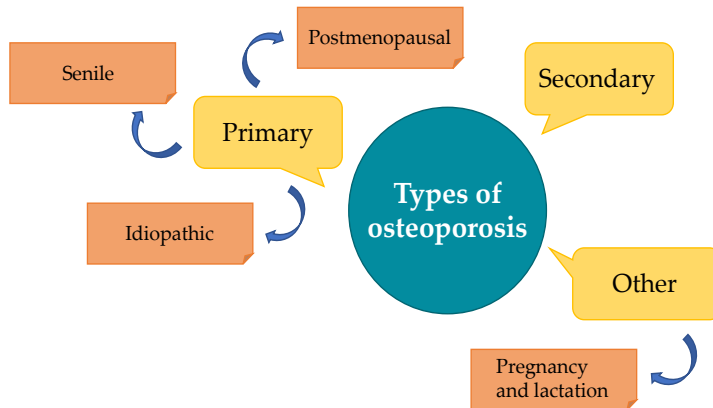 Postmenopausal
Senile
Secondary
Primary
Types of
osteoporosis
Idiopathic
Other
Pregnancy
and lactation